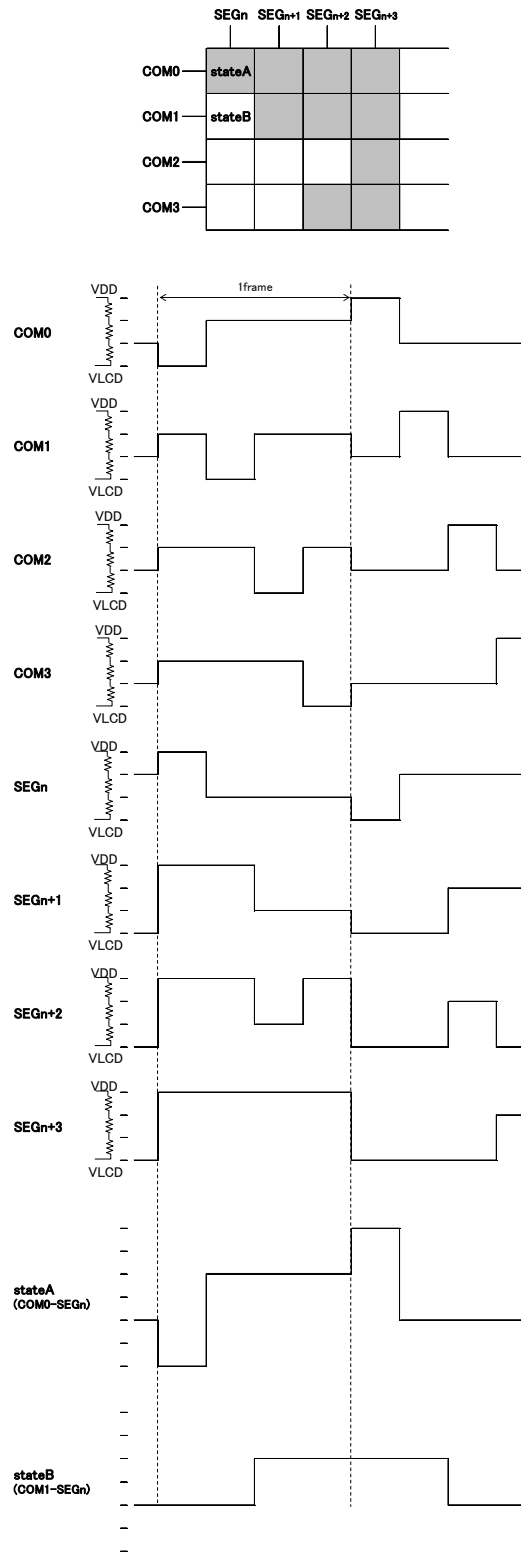 SEGn SEGn+1 SEGn+2 SEGn+3
COM0 stateA
COM1 stateB
COM2
COM3
1frame
VDD
COM0
VLCD
VDD
COM1
VLCD
VDD
COM2
VLCD
VDD
COM3
VLCD
VDD
SEGn
VLCD
VDD
SEGn+1
VLCD
VDD
SEGn+2
VLCD
VDD
SEGn+3
VLCD
stateA
(COM0-SEGn)
stateB
(COM1-SEGn)